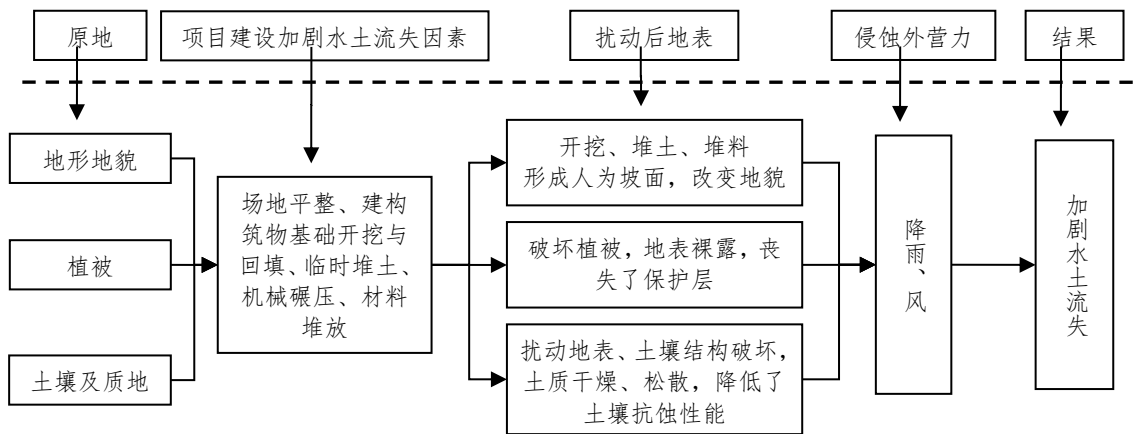 原地
项目建设加剧水土流失因素
扰动后地表
侵蚀外营力
结果
地形地貌
植被
土壤及质地
场地平整、建构
筑物基础开挖与
回填、临时堆土、
机械碾压、材料
堆放
开挖、堆土、堆料
形成人为坡面，改变地貌
破坏植被，地表裸露，丧
失了保护层
扰动地表、土壤结构破坏，
土质干燥、松散，降低了
土壤抗蚀性能
降雨、风
加剧水土流失